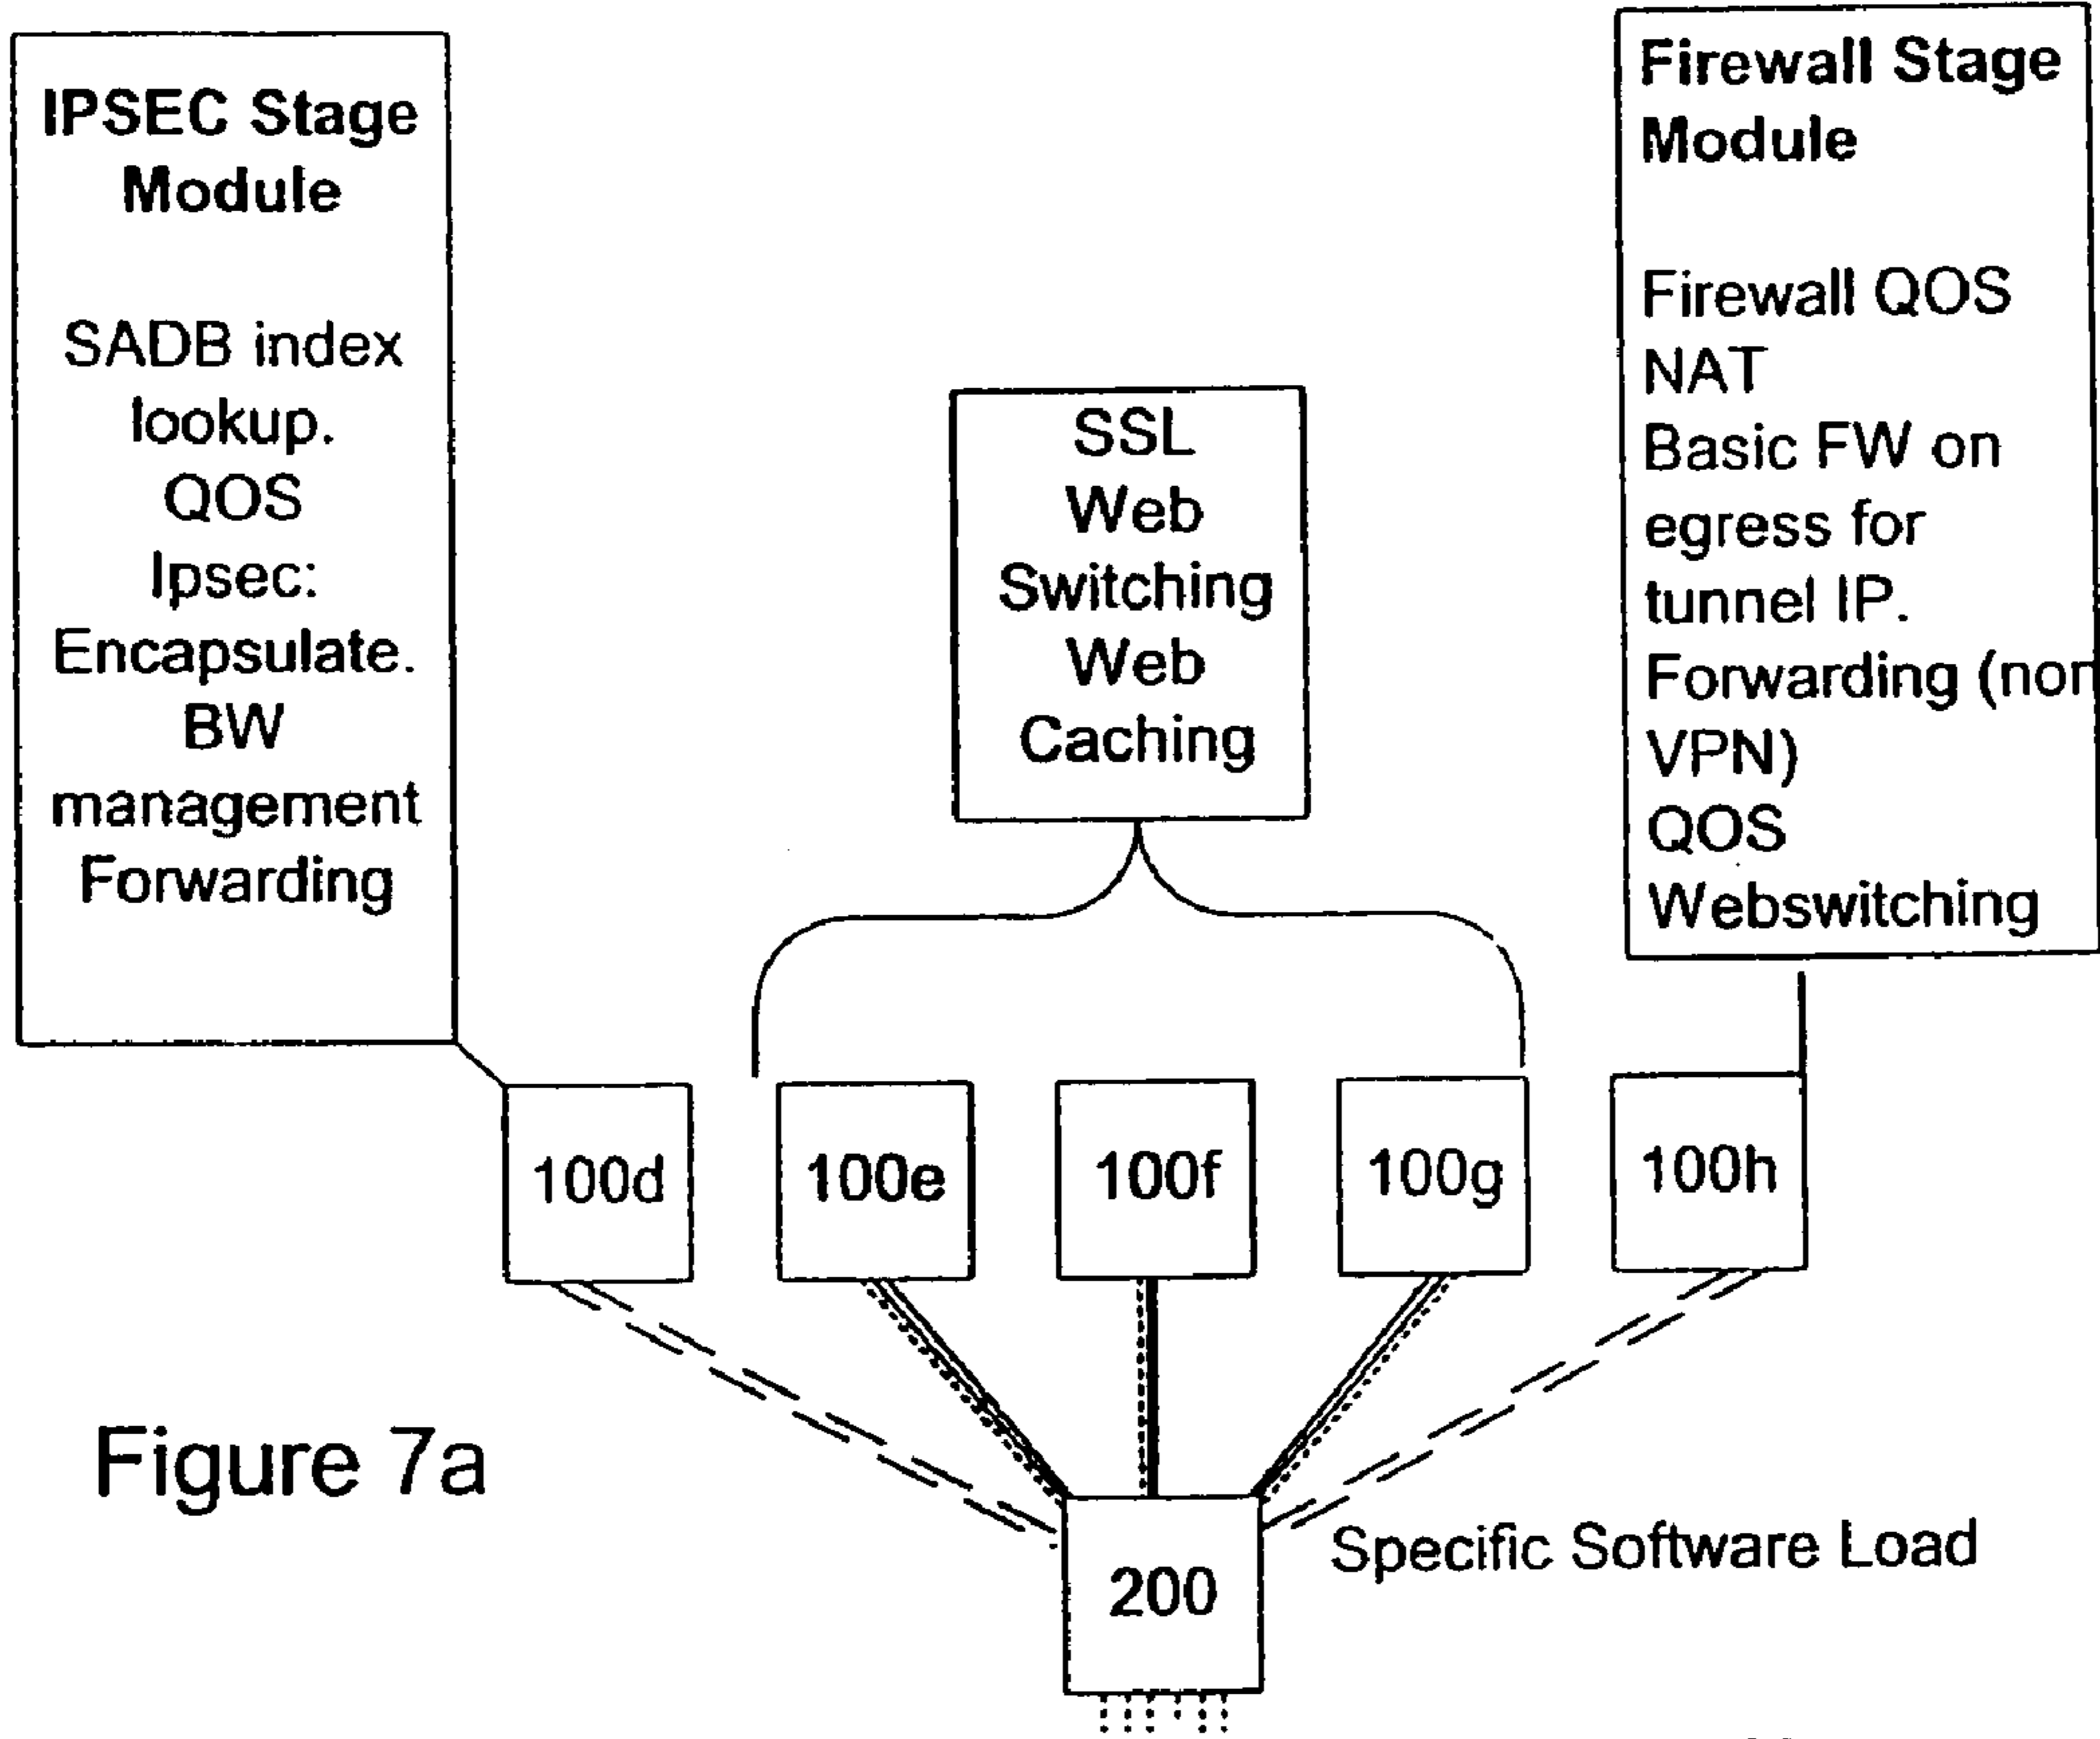 IPSEC Stage
Module
SADB index
lookup.
QOS
Ipsec:
Encapsulate.
BW
management
Forwarding
SSL
Web
Switching
Web
Caching
Firewall Stage
Module
Firewall QOS
NAT
Basic FW on
egress for
tunnel IP.
Forwarding (non
VPN)
QOS
Webswitching
100d
100e
100f
100g
100h
200
Specific Software Load
Figure 7a